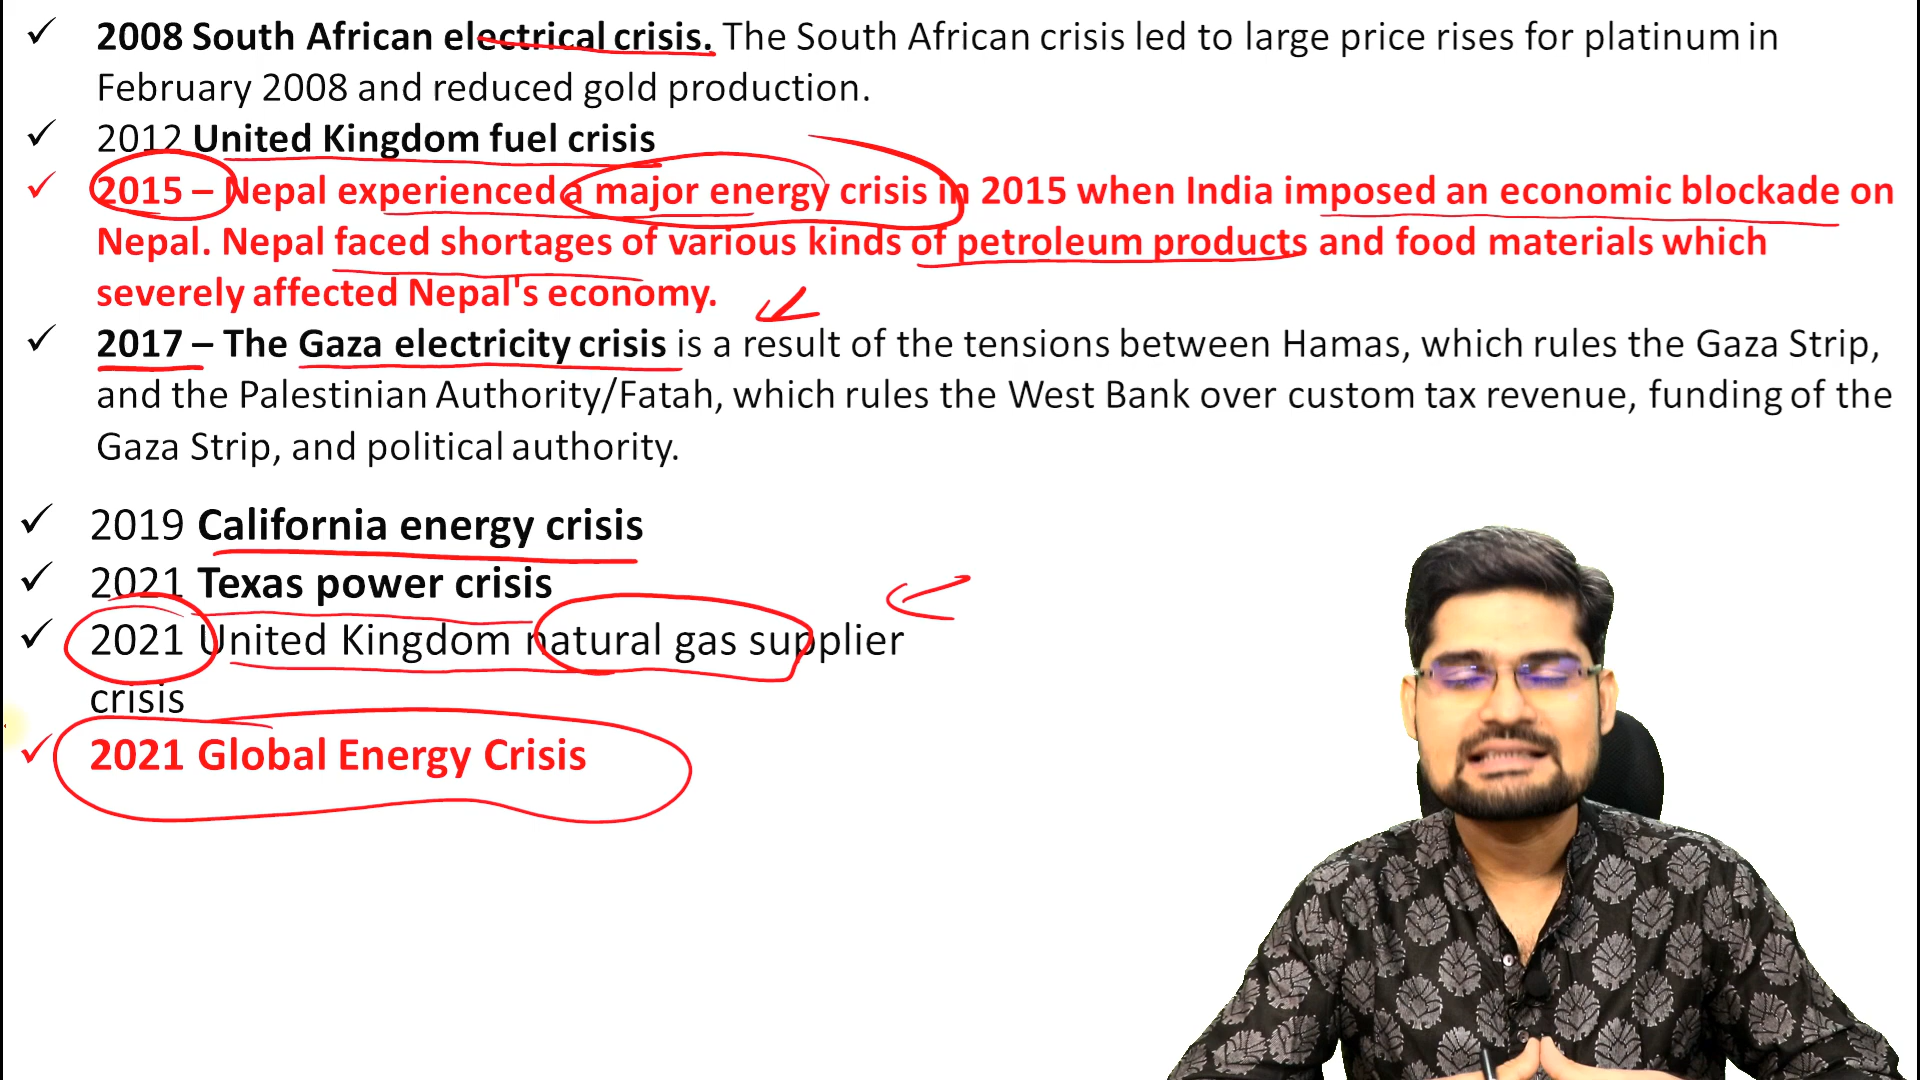 2008 South African electrical crisis. The South African crisis led to large price rises for platinum in
February 2008 and reduced gold production.
2012 United Kingdom fuel crisis
2015 – Nepal experienced a major energy crisis in 2015 when India imposed an economic blockade on
Nepal. Nepal faced shortages of various kinds of petroleum products and food materials which
severely affected Nepal's economy.
2017 – The Gaza electricity crisis is a result of the tensions between Hamas, which rules the Gaza Strip,
and the Palestinian Authority/Fatah, which rules the West Bank over custom tax revenue, funding of the
Gaza Strip, and political authority.
2019 California energy crisis
2021 Texas power crisis
2021 United Kingdom natural gas supplier
crisis
2021 Global Energy Crisis